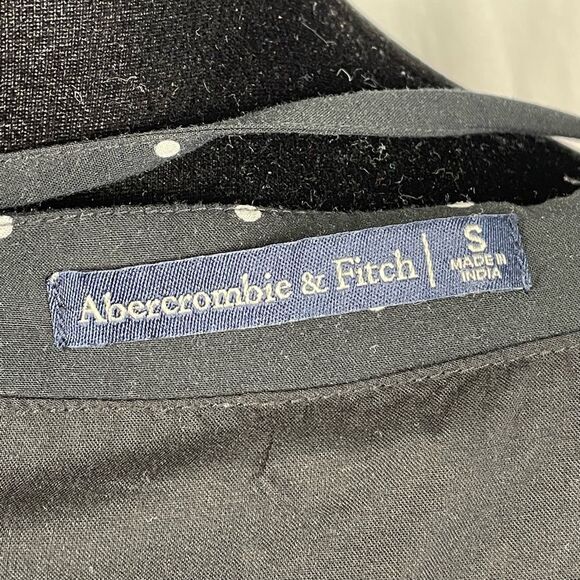 Abercrombie & Fitch
S
MADE IN
INDIA